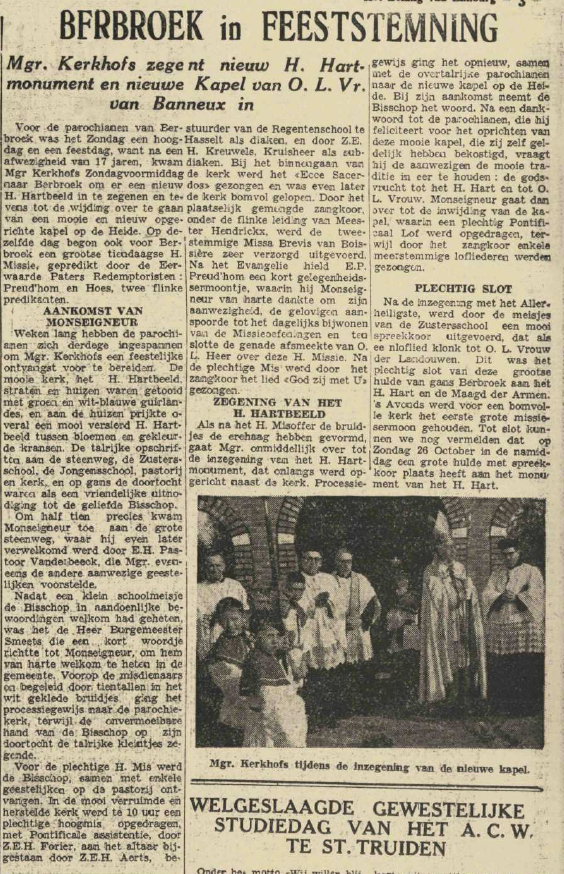 BERBROEK in FEESTSTEMNING
Mgr. Kerkhofs zegent nieuw H. Hart-
monument en nieuwe Kapel van O. L. Vr.
van Banneux in
Voor de parochianen van Ber-
broek was het Zondag een hoog-
dag en een feestdag, want na een
afwezigheid van 17 jaren, kwam
Mgr Kerkhofs Zondagvoormiddag
naar Berbroek om er een nieuw
H. Hartbeeld in te zegenen en te-
vens tot de wijding over te gaan
van een mooie en nieuw opge-
richte kapel op de Heide. Op de-
zelfde dag begon ook voor Ber-
broek een grootse tiendaagse H.
Missie, gepredikt door de Eer-
waarde Paters Redemptoristen :
Preud'hom en Hoes, twee flinke
predikanten.
AANKOMST VAN
MONSEIGNEUR
Weken lang hebben de parochi-
anen zich derdege ingespannen
om Mgr. Kerkhofs een feestelijke
ontvangst voor te bereiden. De
mooie kerk, het H. Hartbeeld,
straten en huizen waren getooid
met groen en wit-blauwe guirlan-
des, en aan de huizen prijkte o-
veral een mooi versierd H. Hart-
beeld tussen bloemen en gekleur-
de kransen. De talrijke opschrif-
ten aan de steenweg, de Zusters-
school, de Jongensschool, pastorij
en kerk, en op gans de doortocht
waren als een vriendelijke uitno-
diging tot de geliefde Bisschop.
Om half tien precies kwam
Monseigneur toe aan de grote
steenweg, waar hij even later
verwelkomd werd door E.H. Pas-
toor Vandenbeeck, die Mgr. even-
eens de andere aanwezige geeste-
lijken voorstelde.
Nadat een klein schoolmeisje
de Bisschop in aandoenlijke be-
woordingen welkom had geheten,
was het de Heer Burgemeester
Smeets die een kort woordje
richtte tot Monseigneur, om hem
van harte welkom te heten in de
gemeente. Voorop de misdienaars
en begeleid door tientallen in het
wit geklede bruidjes, ging het
processiegewijs naar de parochie-
kerk, terwijl de onvermoeibare
hand van de Bisschop op zijn
doortocht de talrijke kleintjes ze-
gende.
Voor de plechtige H. Mis werd
de Bisschop, samen met enkele
geestelijken op de pastorij ont-
vangen. In de mooi verruimde en
herstelde kerk werd te 10 uur een
plechtige hoogmis opgedragen,
met Pontificale assistentie, door
Z.E.H. Forier, aan het altaar bij-
gestaan door Z.E.H. Aerts, be-
stuurder van de Regentenschool te
Hasselt als diaken, en door Z.E.
H. Kreuwels, Kruisheer als sub-
diaken. Bij het binnengaan van
de kerk werd het «Ecce Sacer-
dos» gezongen en was even later
de kerk bomvol gelopen. Door het
plaatselijk gemengde zangkoor,
onder de flinke leiding van Mees-
ter Hendrickx, werd de twee-
stemmige Missa Brevis van Bois-
sière zeer verzorgd uitgevoerd.
Na het Evangelie hield E.P.
Preud'hom een kort gelegenheids-
sermoontje, waarin hij Monseig-
neur van harte dankte om zijn
aanwezigheid, de gelovigen aan-
spoorde tot het dagelijks bijwonen
van de Missieoefeningen en ten
slotte de genade afsmeekte van O.
L. Heer over deze H. Missie. Na
de plechtige Mis werd door het
zangkoor het lied «God zij met U»
gezongen.
ZEGENING VAN HET
H. HARTBEELD
Als na het H. Misoffer de bruid-
jes de erehaag hebben gevormd,
gaat Mgr. onmiddellijk over tot
de inzegening van het H. Hart-
monument, dat onlangs werd op-
gericht naast de kerk. Processie-
gewijs ging het opnieuw, samen
met de overtalrijke parochianen
naar de nieuwe kapel op de Hei-
de. Bij zijn aankomst neemt de
Bisschop het woord. Na een dank-
woord tot de parochianen, die hij
feliciteert voor het oprichten van
deze mooie kapel, die zij zelf gel-
delijk hebben bekostigd, vraagt
hij de aanwezigen de mooie tra-
ditie in ere te houden : de gods-
vrucht tot het H. Hart en tot O.
L. Vrouw. Monseigneur gaat dan
over tot de inwijding van de ka-
pel, waarin een plechtig Pontifi-
caal Lof werd opgedragen, ter-
wijl door het zangkoor enkele
meerstemmige lofliederen werden
gezongen.
PLECHTIG SLOT
Na de inzegening met het Aller-
heiligste, werd door de meisjes
van de Zustersschool een mooi
spreekkoor uitgevoerd, dat als
ee nloflied klonk tot O. L. Vrouw
der Landouwen. Dit was het
plechtig slot van deze grootse
hulde van gans Berbroek aan het
H. Hart en de Maagd der Armen.
's Avonds werd voor een bomvol-
le kerk het eerste grote missie-
sermoen gehouden. Tot slot kun-
nen we nog vermelden dat op
Zondag 26 October in de namid-
dag een grote hulde met spreek-
koor plaats heeft aan het monu-
ment van het H. Hart.
Mgr. Kerkhofs tijdens de inzegening van de nieuwe kapel.
WELGESLAAGDE GEWESTELIJKE
STUDIEDAG VAN HET A. C. W.
TE ST. TRUIDEN